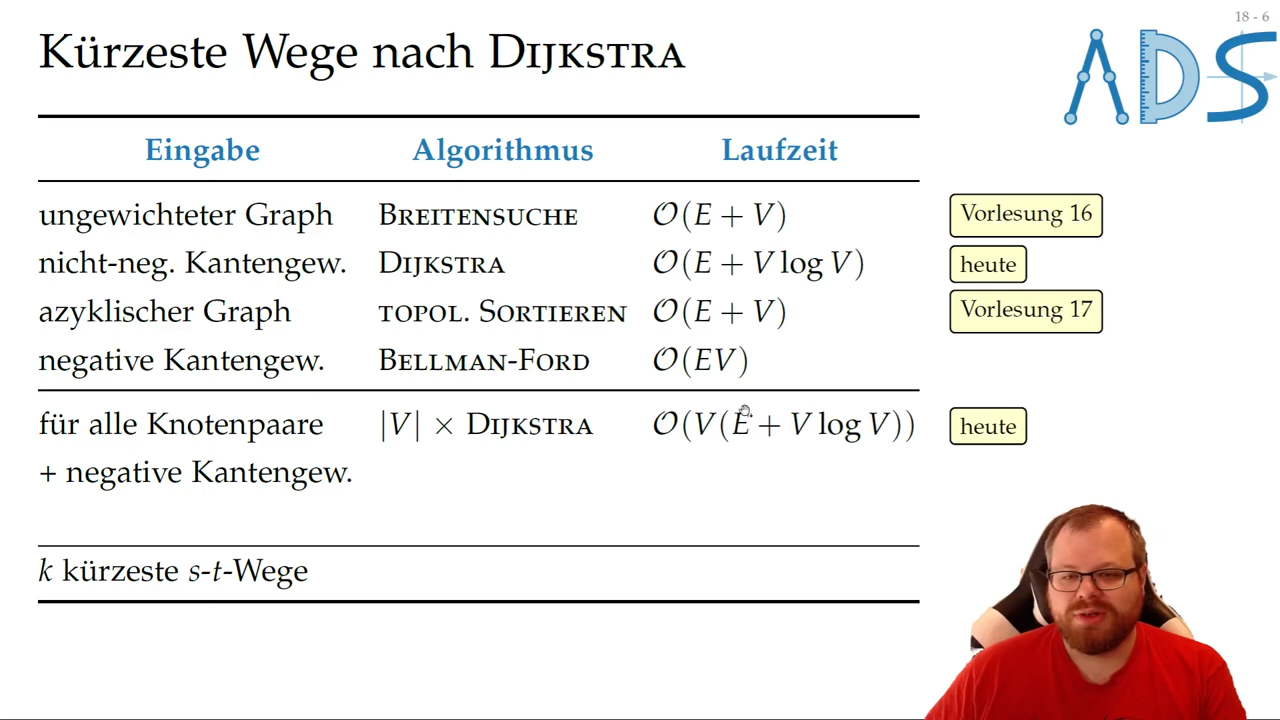 18 - 6
Kürzeste Wege nach DIJKSTRA
ADS
Eingabe Algorithmus Laufzeit
ungewichteter Graph BREITENSUCHE O(E + V) Vorlesung 16
nicht-neg. Kantengew. DIJKSTRA O(E + V log V) heute
azyklischer Graph TOPOL. SORTIEREN O(E + V) Vorlesung 17
negative Kantengew. BELLMAN-FORD O(EV)
für alle Knotenpaare |V| × DIJKSTRA O(V(E + V log V)) heute
+ negative Kantengew.
k kürzeste s-t-Wege